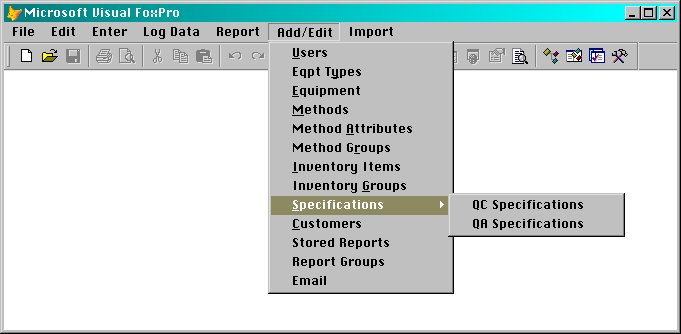 Microsoft Visual FoxPro
File Edit Enter Log Data Report Add/Edit Import
Users
Eqpt Types
Equipment
Methods
Method Attributes
Method Groups
Inventory Items
Inventory Groups
Specifications
QC Specifications
QA Specifications
Customers
Stored Reports
Report Groups
Email